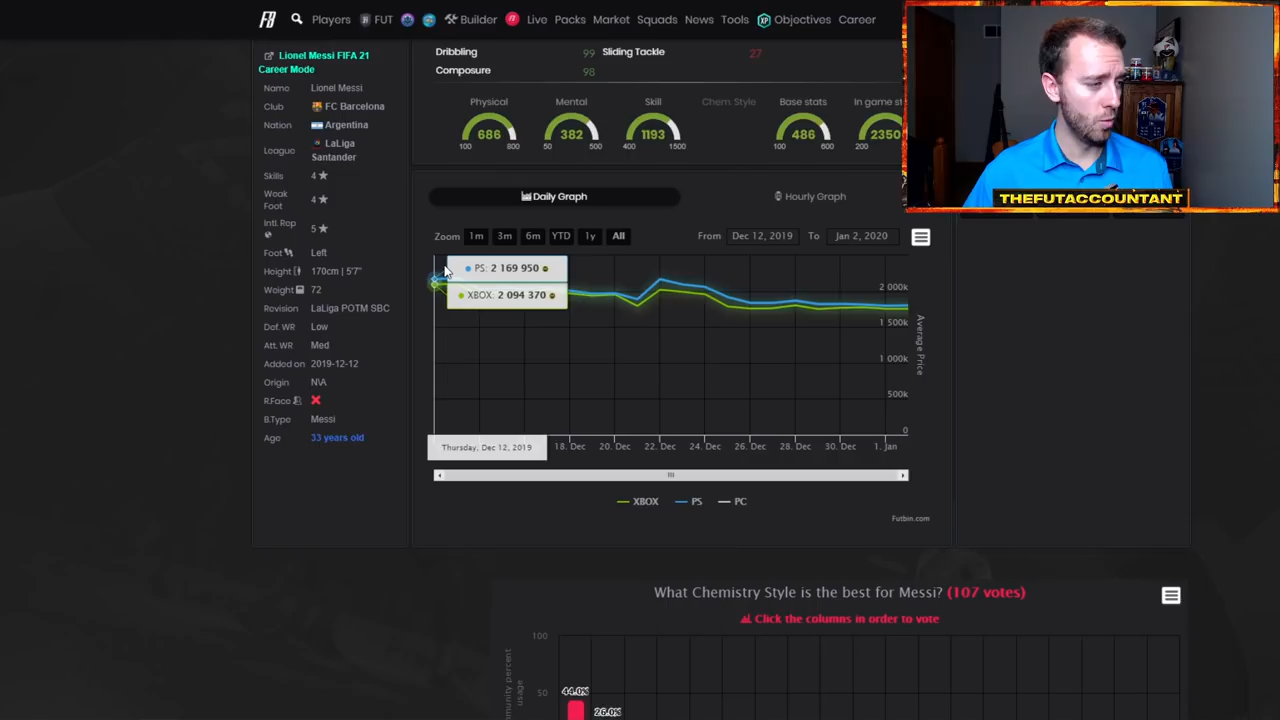 Players FUT Builder Live Packs Market Squads News Tools XP Objectives Career
Lionel Messi FIFA 21
Career Mode
Name Lionel Messi
Club FC Barcelona
Nation Argentina
League LaLiga
Santander
Skills 4
Weak
Foot 4
Intl.Rep 5
Foot Left
Height 170cm | 5'7"
Weight 72
Revision LaLiga POTM SBC
Def. WR Low
Att. WR Med
Added on 2019-12-12
Origin N\A
R.Face
B.Type Messi
Age 33 years old
Dribbling 99 Sliding Tackle 27
Composure 98
Physical Mental Skill Chem. Style Base stats In game s
686 382 1193 486 2350
100 800 50 500 400 1500 100 600 200
THEFUTACCOUNTANT
Daily Graph Hourly Graph
Zoom 1m 3m 6m YTD 1y All From Dec 12, 2019 To Jan 2, 2020
PS: 2 169 950
XBOX: 2 094 370
2 000k
1 500k
1 000k
500k
0
Average Price
Thursday, Dec 12, 2019 18. Dec 20. Dec 22. Dec 24. Dec 26. Dec 28. Dec 30. Dec 1. Jan
XBOX PS PC
Futbin.com
What Chemistry Style is the best for Messi? (107 votes)
Click the columns in order to vote
100
50
44.0%
26.0%
mmunity percent
usage